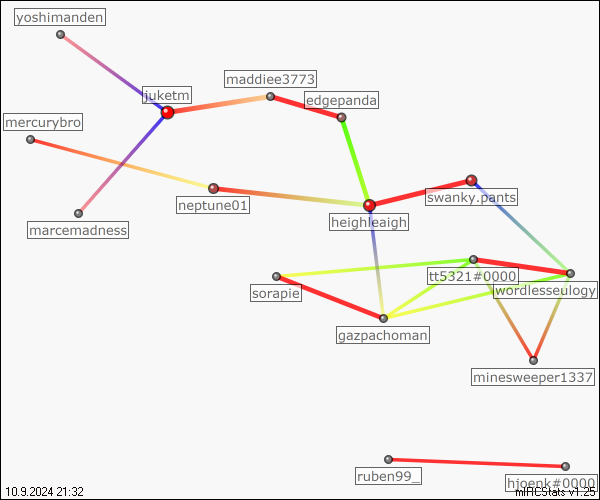 yoshimanden
maddiee3773
juketm
edgepanda
mercurybro
swanky.pants
neptune01
heighleaigh
marcemadness
tt5321#0000
wordlesseulogy
sorapie
gazpachoman
minesweeper1337
ruben99_
hjoenk#0000
10.9.2024 21:32
mIRCStats v1.25